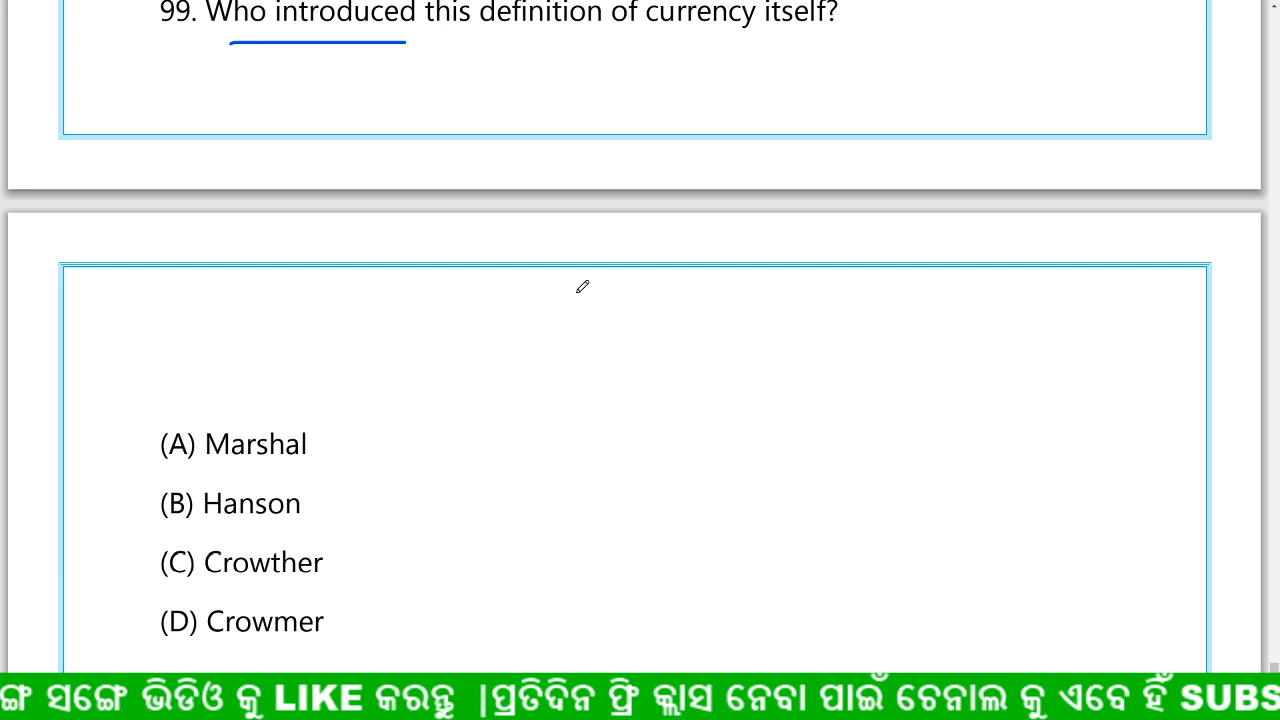 99. Who introduced this definition of currency itself?
(A) Marshal
(B) Hanson
(C) Crowther
(D) Crowmer
ସଙ୍ଗେ ଭିଡିଓ କୁ LIKE କରନ୍ତୁ |ପ୍ରତିଦିନ ଫ୍ରି କ୍ଲାସ ନେବା ପାଇଁ ଚେନାଲ କୁ ଏବେ ହିଁ SUBS